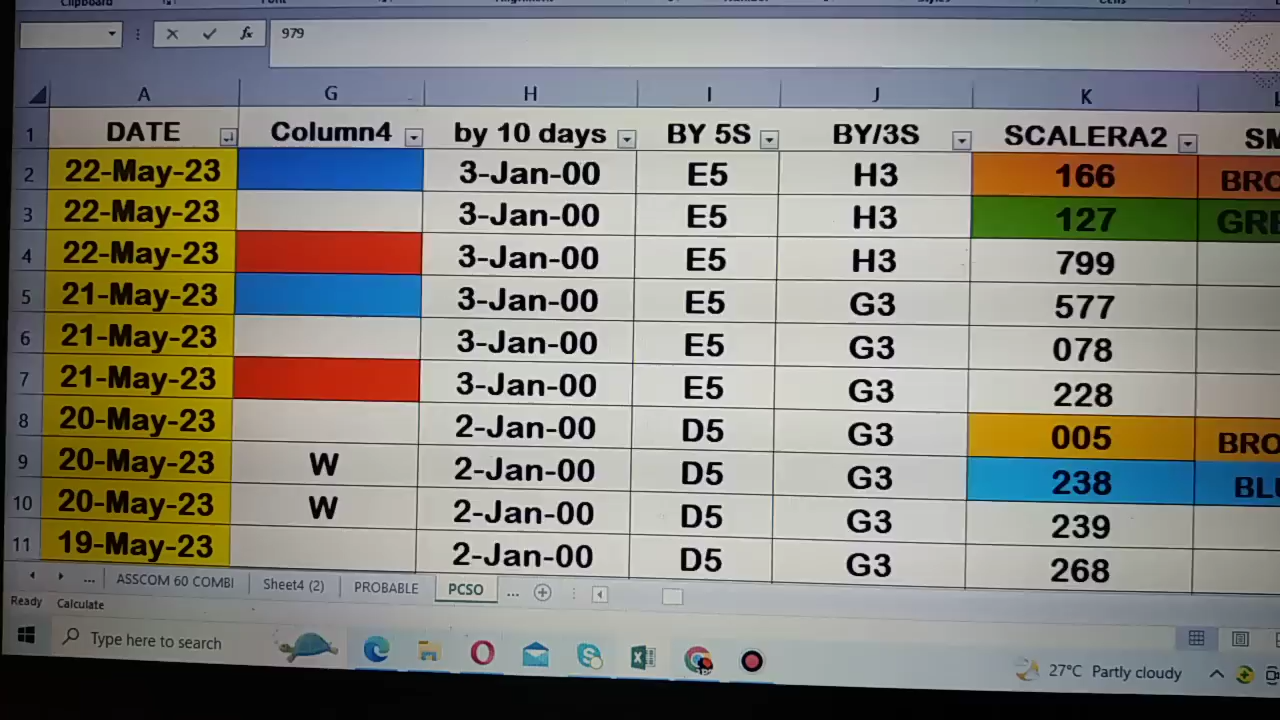 Clipboard
979
A G H I J K
1 DATE Column4 by 10 days BY 5S BY/3S SCALERA2 SM
2 22-May-23 3-Jan-00 E5 H3 166 BRO
3 22-May-23 3-Jan-00 E5 H3 127 GRE
4 22-May-23 3-Jan-00 E5 H3 799
5 21-May-23 3-Jan-00 E5 G3 577
6 21-May-23 3-Jan-00 E5 G3 078
7 21-May-23 3-Jan-00 E5 G3 228
8 20-May-23 2-Jan-00 D5 G3 005 BRO
9 20-May-23 W 2-Jan-00 D5 G3 238 BLU
10 20-May-23 W 2-Jan-00 D5 G3 239
11 19-May-23 2-Jan-00 D5 G3 268
... ASSCOM 60 COMBI Sheet4 (2) PROBABLE PCSO ...
Ready Calculate
Type here to search 27°C Partly cloudy